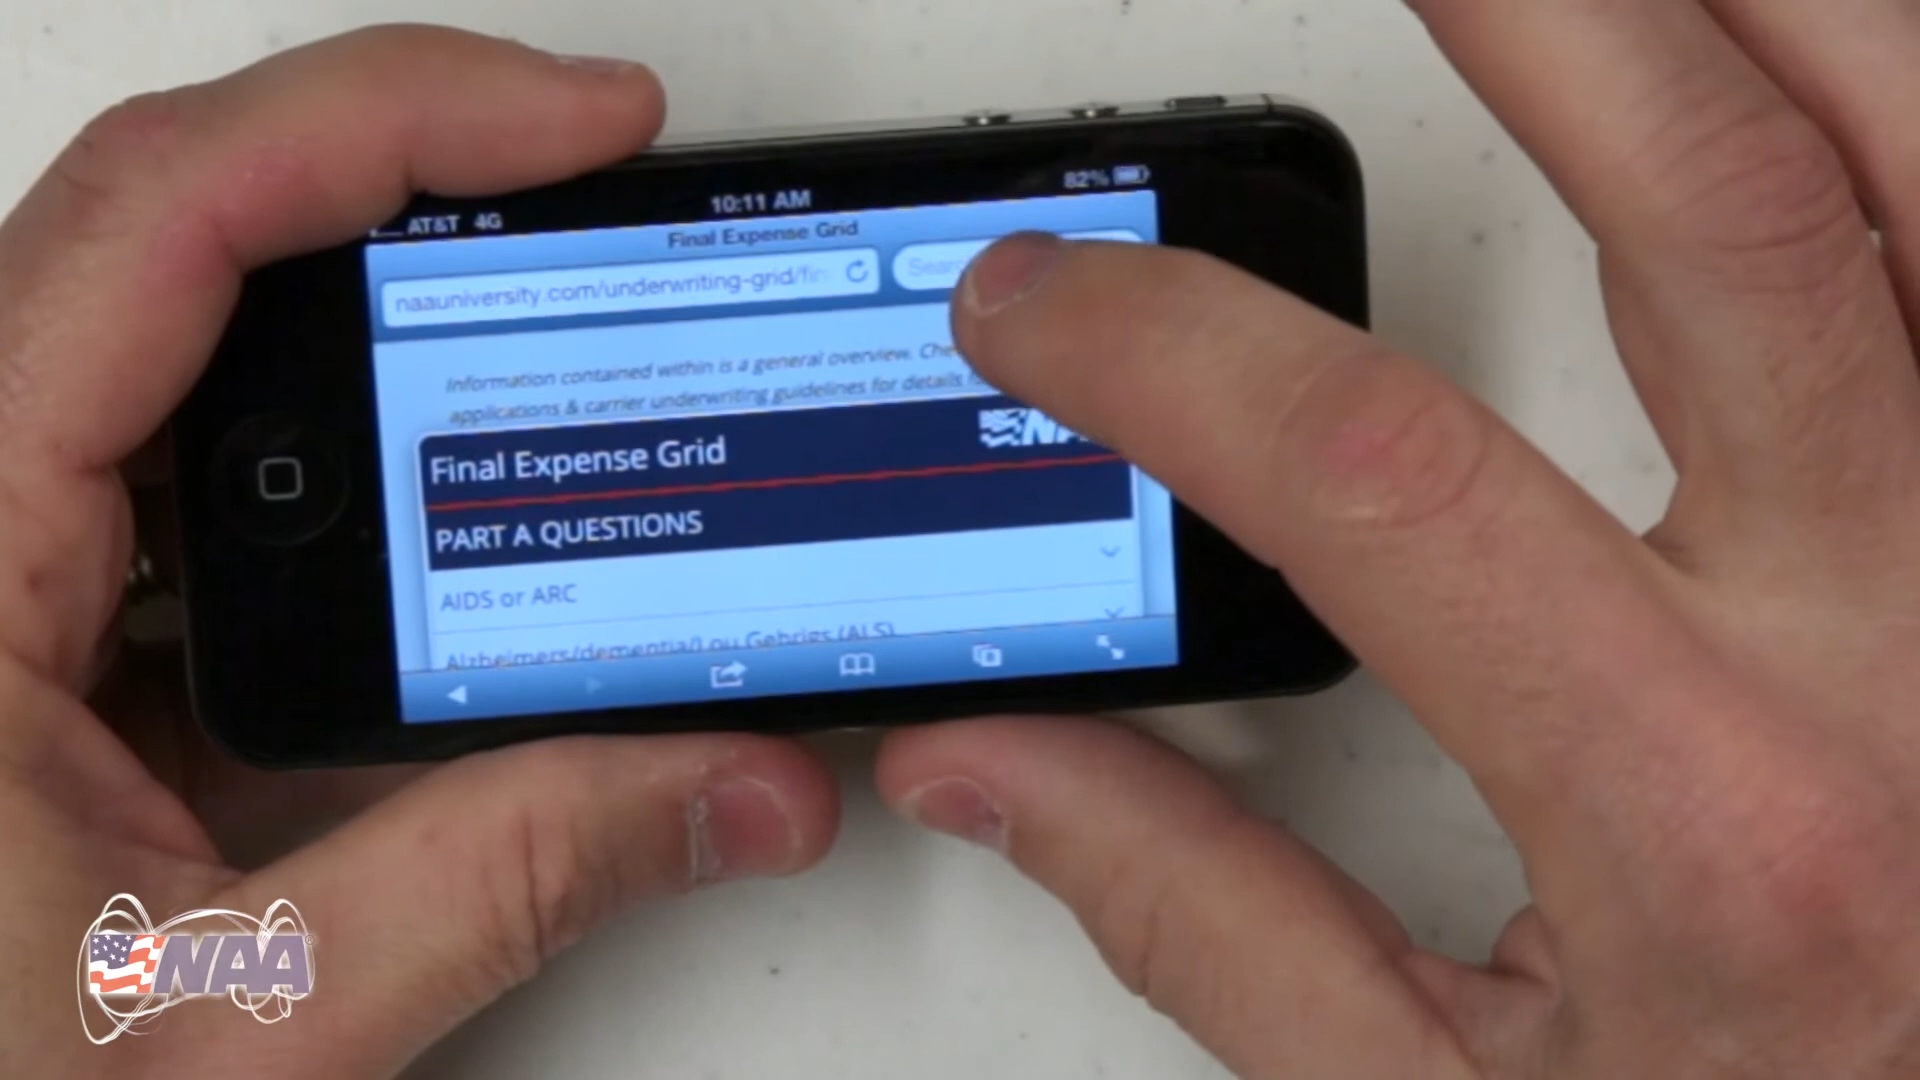 AT&T 4G 10:11 AM 82%
Final Expense Grid
naauniversity.com/underwriting-grid/fin
Information contained within is a general overview.
applications & carrier underwriting guidelines for details
Final Expense Grid
PART A QUESTIONS
AIDS or ARC
Alzheimers/dementia/Lou Gehrigs (ALS)
NAA